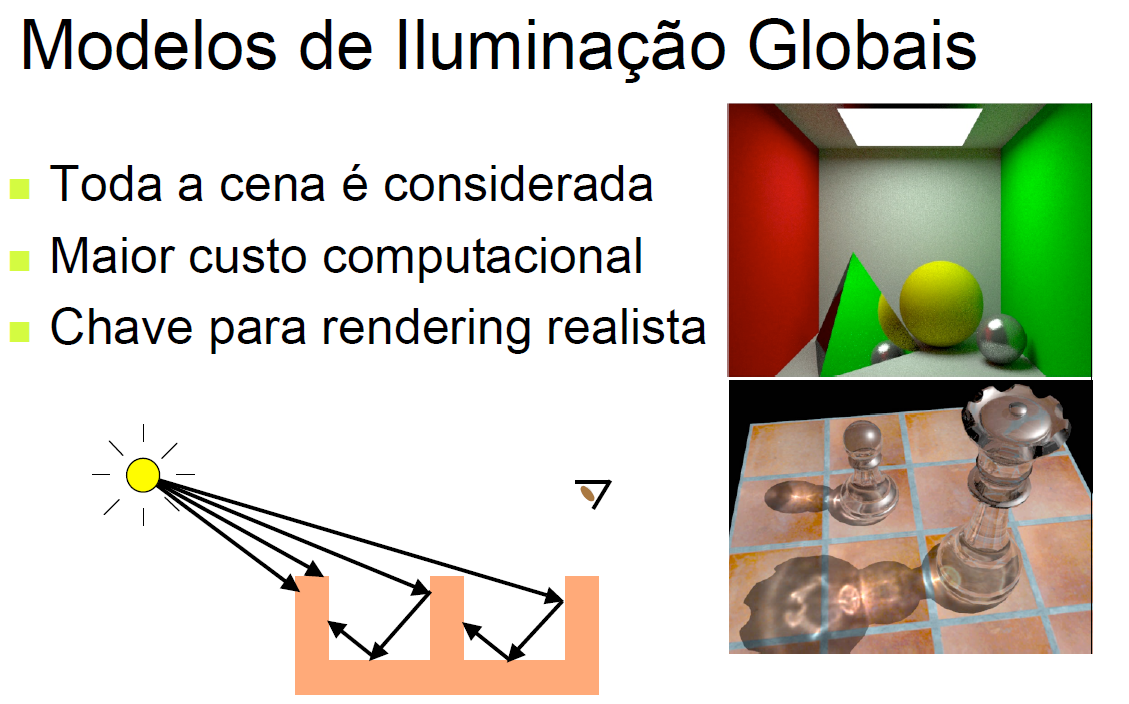 Modelos de Iluminação Globais
Toda a cena é considerada
Maior custo computacional
Chave para rendering realista